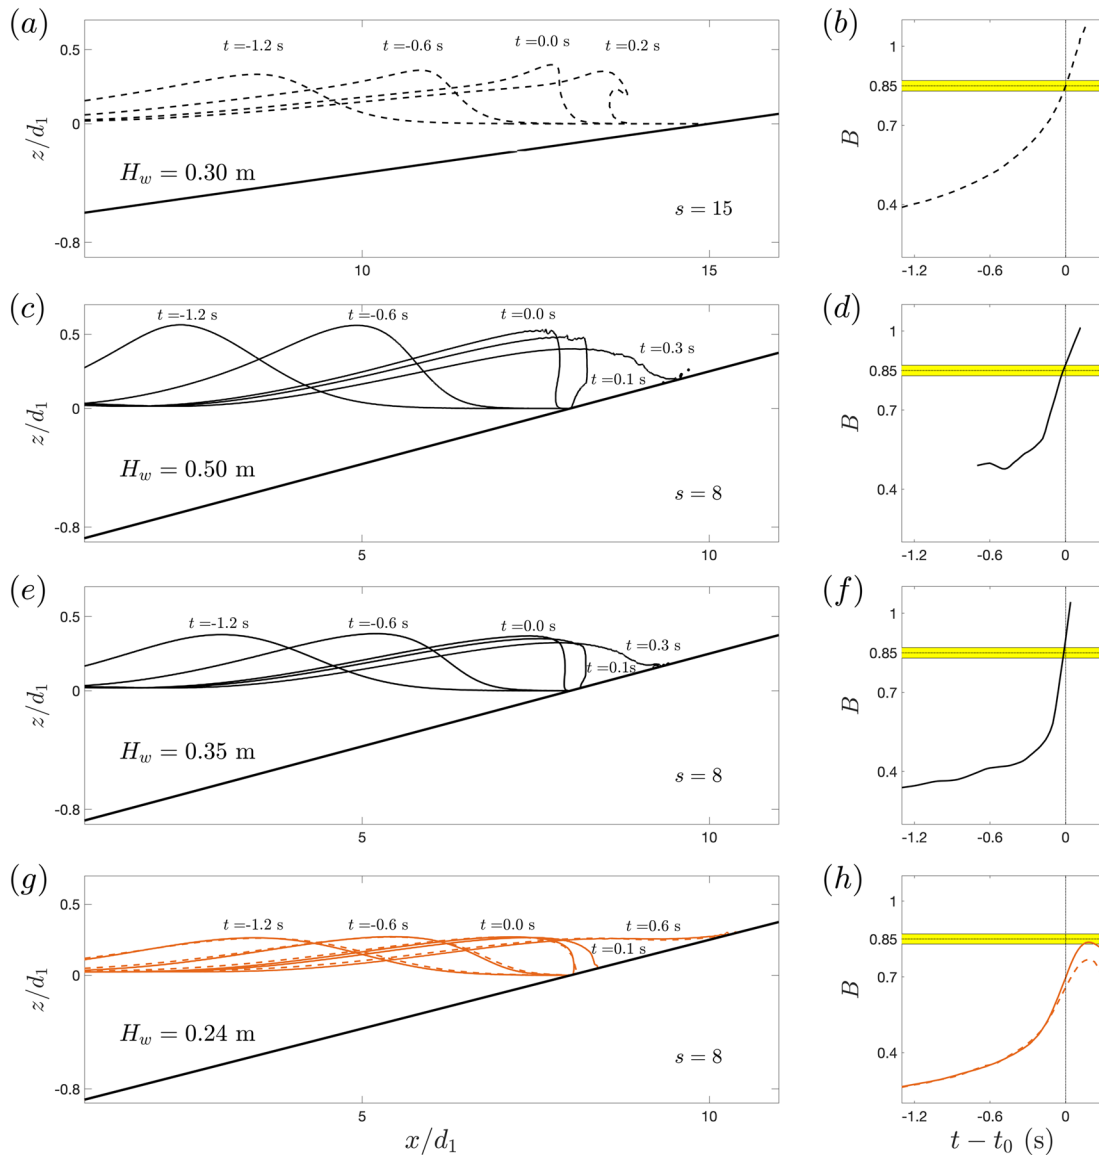 (a)
0.5
0
-0.8
z/d₁
t =-1.2 s
t =-0.6 s
t =0.0 s
t =0.2 s
H_w = 0.30 m
s = 15
10
15
(b)
1
0.85
0.7
0.4
B
-1.2
-0.6
0
(c)
0.5
0
-0.8
z/d₁
t =-1.2 s
t =-0.6 s
t =0.0 s
t =0.3 s
t =0.1 s
H_w = 0.50 m
s = 8
5
10
(d)
1
0.85
0.7
0.4
B
-1.2
-0.6
0
(e)
0.5
0
-0.8
z/d₁
t =-1.2 s
t =-0.6 s
t =0.0 s
t =0.3 s
t =0.1s
H_w = 0.35 m
s = 8
5
10
(f)
1
0.85
0.7
0.4
B
-1.2
-0.6
0
(g)
0.5
0
-0.8
z/d₁
t =-1.2 s
t =-0.6 s
t =0.0 s
t =0.6 s
t =0.1 s
H_w = 0.24 m
s = 8
5
10
x/d₁
(h)
1
0.85
0.7
0.4
B
-1.2
-0.6
0
t − t₀ (s)